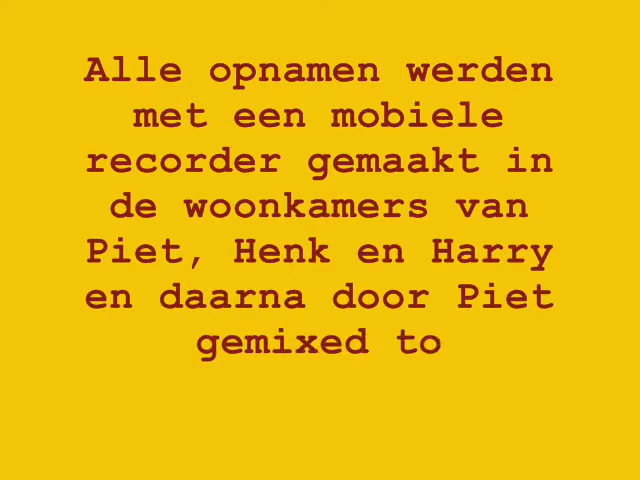 Alle opnamen werden
met een mobiele
recorder gemaakt in
de woonkamers van
Piet, Henk en Harry
en daarna door Piet
gemixed to